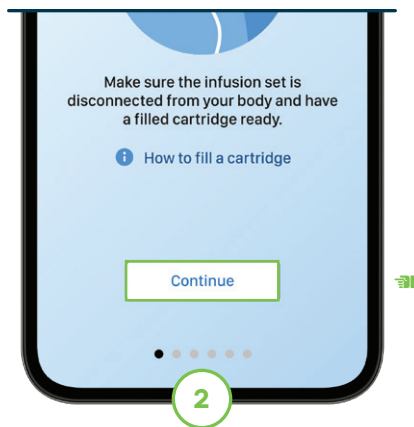 Make sure the infusion set is
disconnected from your body and have
a filled cartridge ready.
How to fill a cartridge
Continue
2